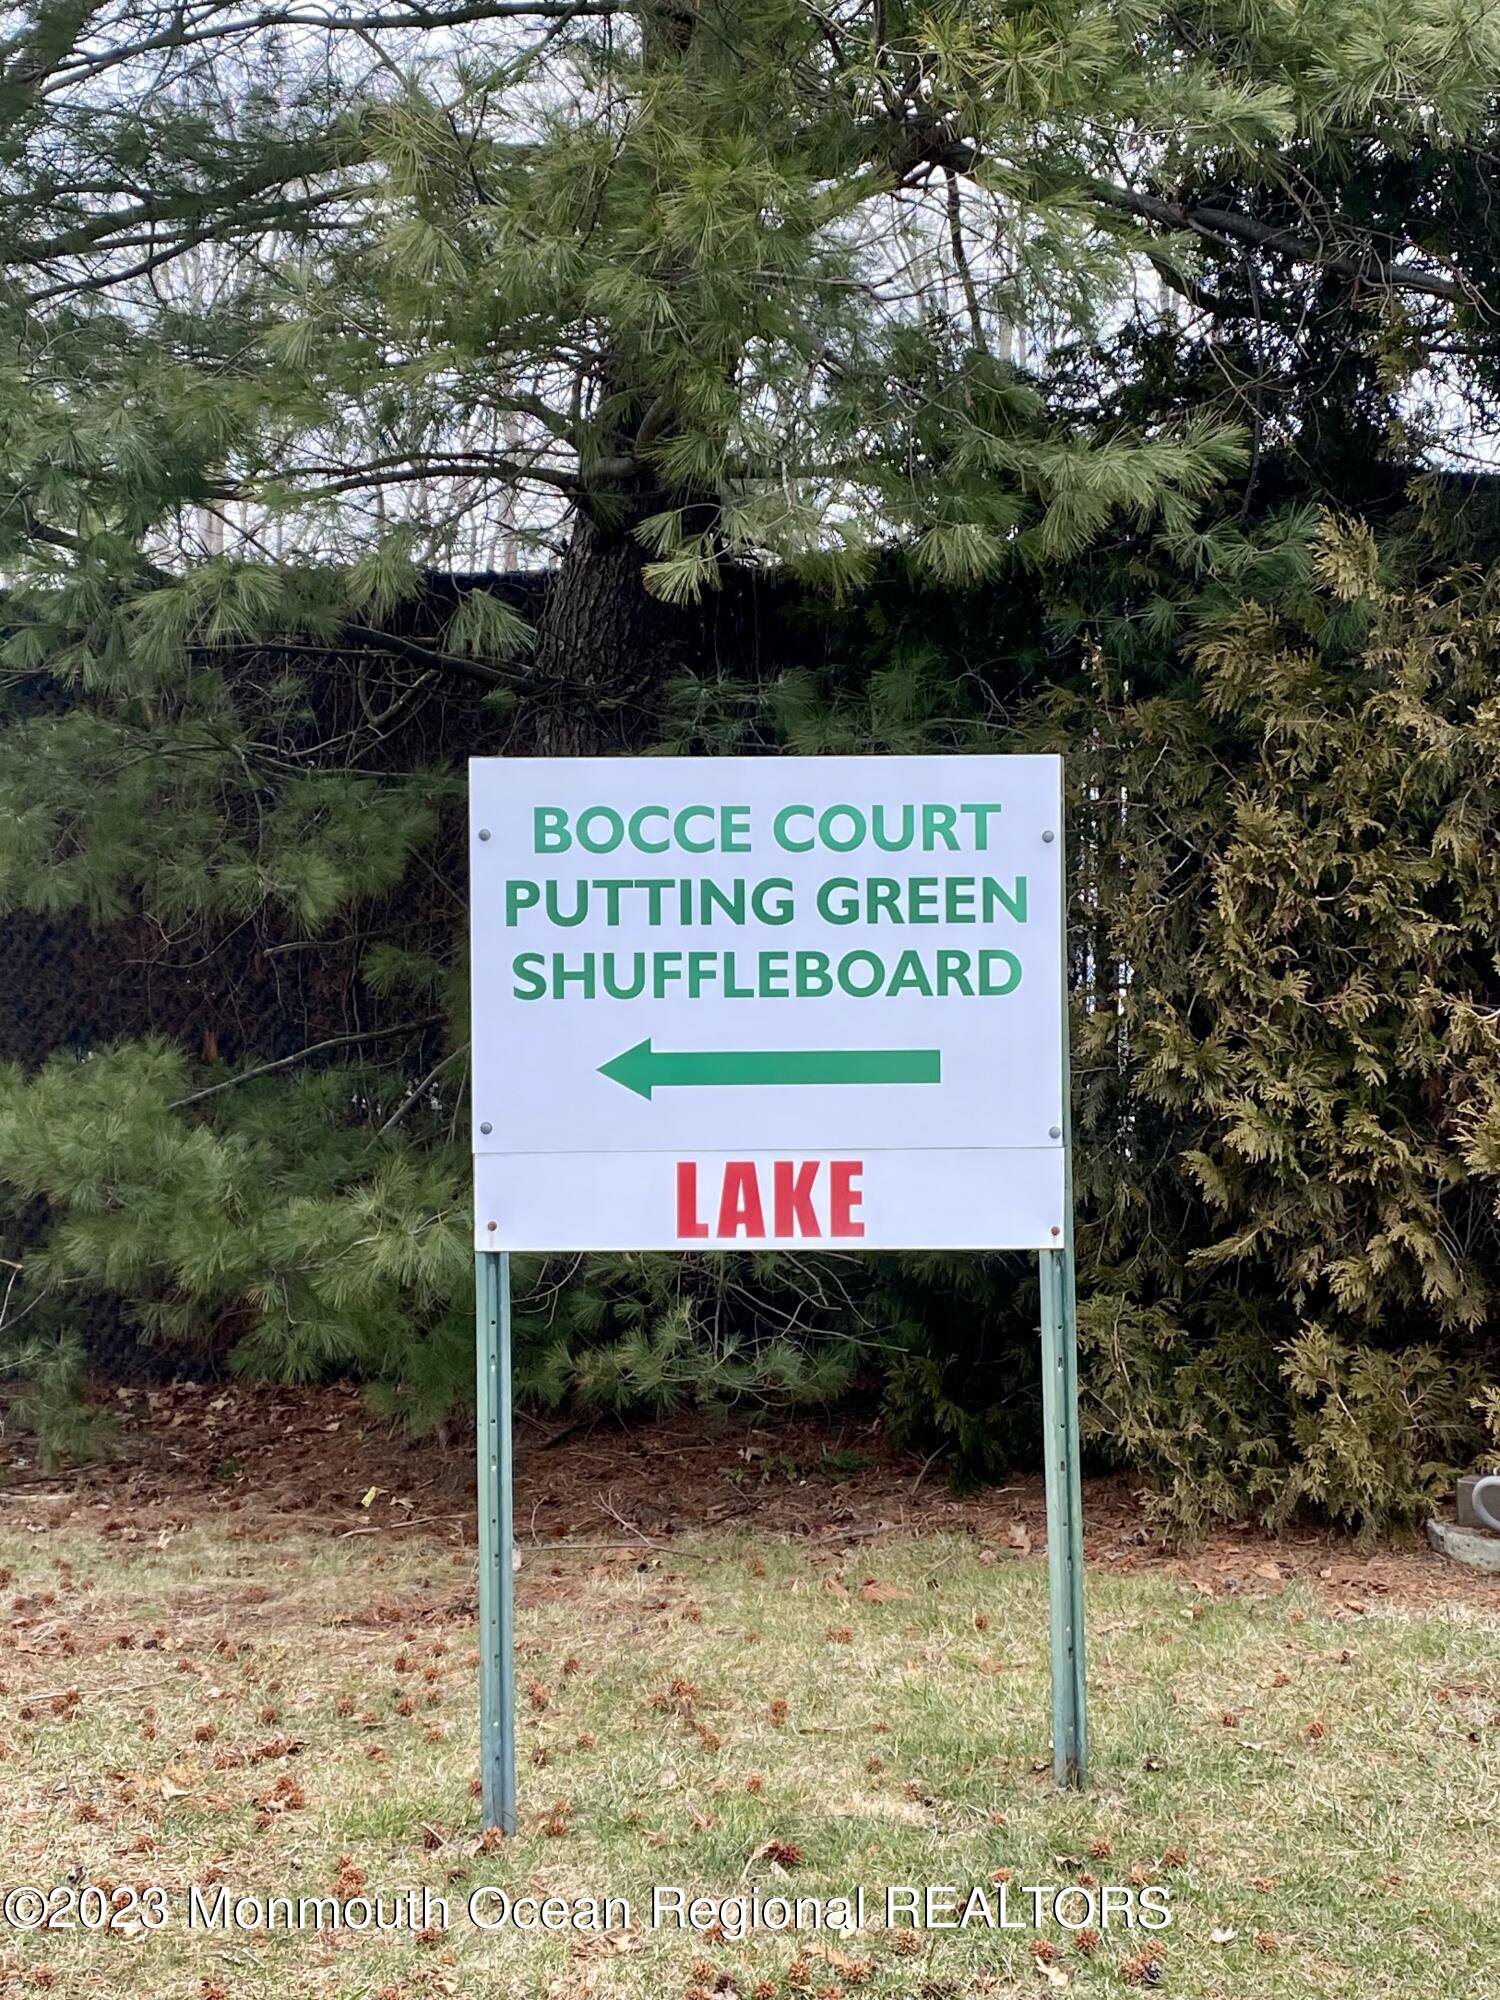 BOCCE COURT
PUTTING GREEN
SHUFFLEBOARD
LAKE
©2023 Monmouth Ocean Regional REALTORS